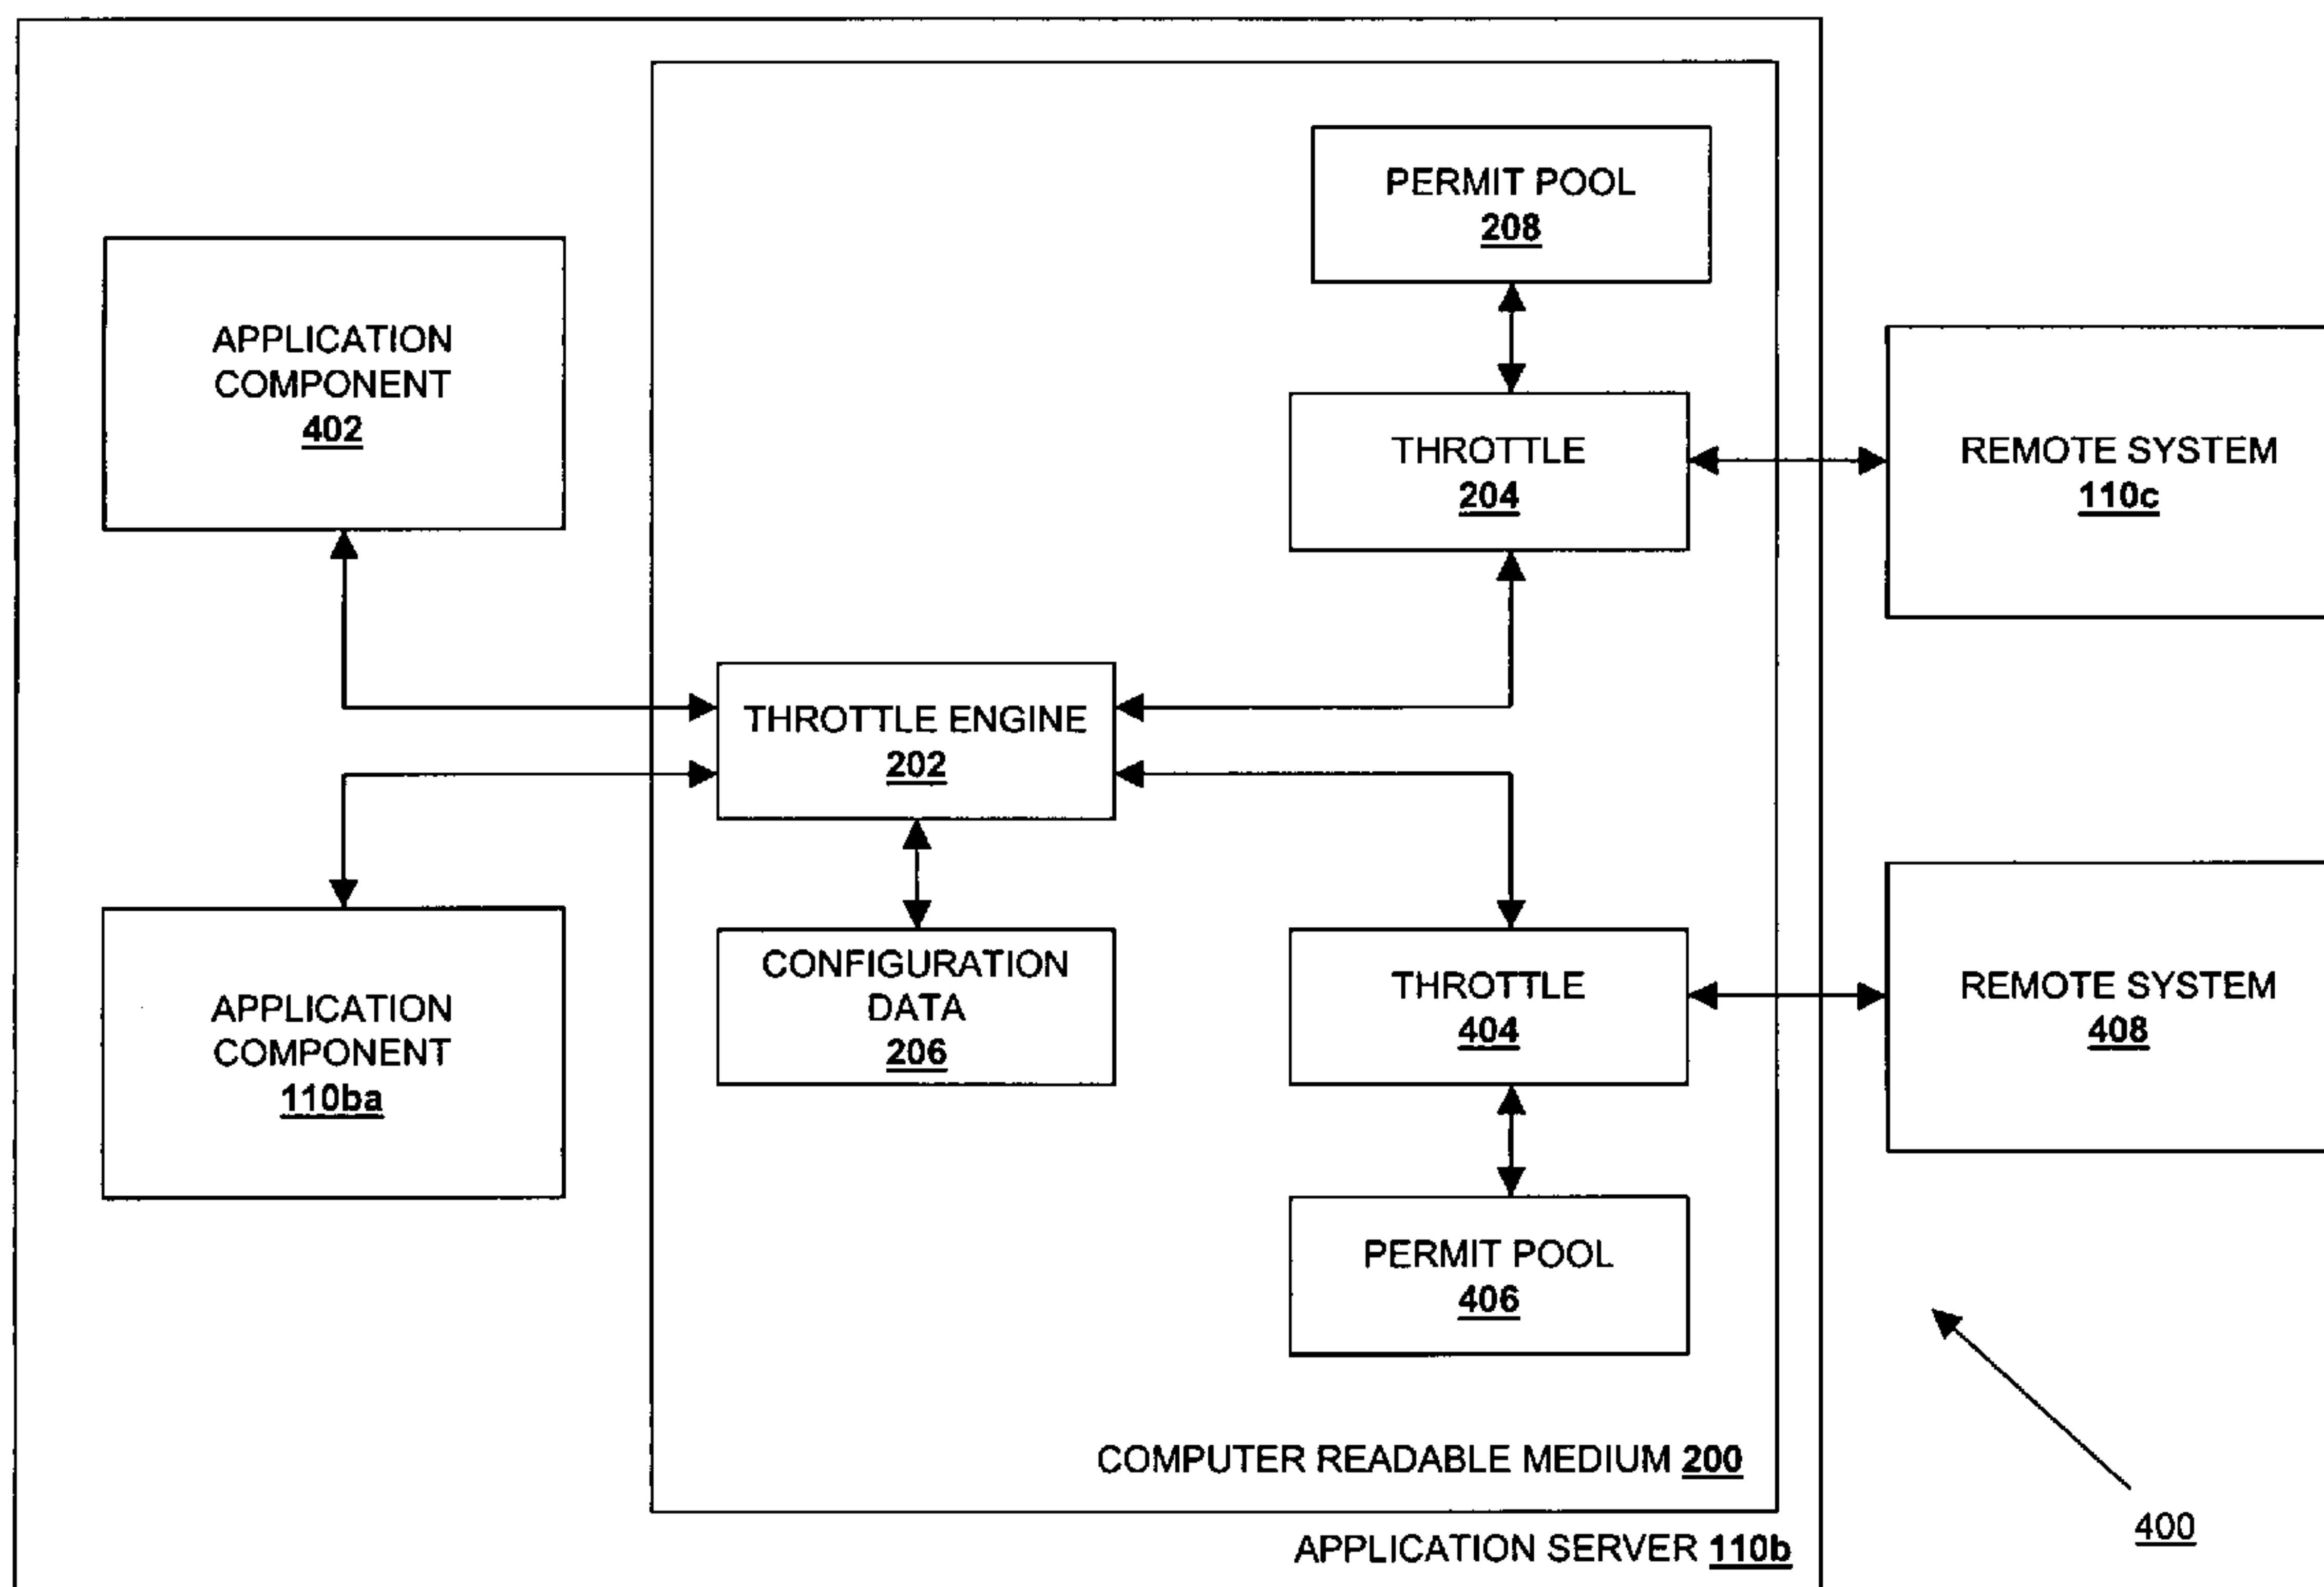 PERMIT POOL
208
APPLICATION
COMPONENT
402
THROTTLE
204
REMOTE SYSTEM
110c
THROTTLE ENGINE
202
CONFIGURATION
DATA
206
THROTTLE
404
REMOTE SYSTEM
408
APPLICATION
COMPONENT
110ba
PERMIT POOL
406
COMPUTER READABLE MEDIUM 200
APPLICATION SERVER 110b
400